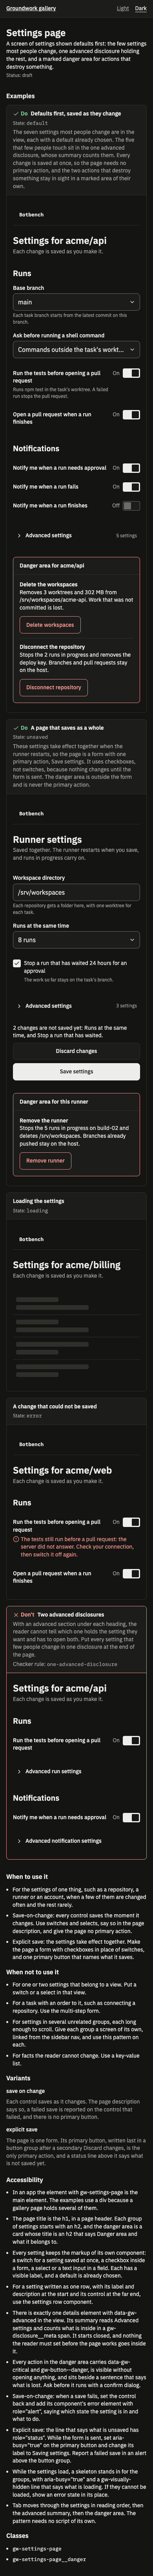 Groundwork gallery Light Dark
Settings page
A screen of settings shown defaults first: the few settings most people change, one advanced disclosure holding the rest, and a marked danger area for actions that destroy something.
Status: draft
Examples
Do Defaults first, saved as they change
State: default
The seven settings most people change are in view, each with a default already chosen. The five that few people touch sit in the one advanced disclosure, whose summary counts them. Every change is saved at once, so the page needs no primary action, and the two actions that destroy something stay in sight in a marked area of their own.
Botbench
Settings for acme/api
Each change is saved as you make it.
Runs
Base branch
main
Each task branch starts from the latest commit on this branch.
Ask before running a shell command
Commands outside the task's workt...
Run the tests before opening a pull request
On
Runs npm test in the task's worktree. A failed run stops the pull request.
Open a pull request when a run finishes
On
Notifications
Notify me when a run needs approval On
Notify me when a run fails On
Notify me when a run finishes Off
Advanced settings 5 settings
Danger area for acme/api
Delete the workspaces
Removes 3 worktrees and 302 MB from /srv/workspaces/acme-api. Work that was not committed is lost.
Delete workspaces
Disconnect the repository
Stops the 2 runs in progress and removes the deploy key. Branches and pull requests stay on the host.
Disconnect repository
Do A page that saves as a whole
State: unsaved
These settings take effect together when the runner restarts, so the page is a form with one primary action, Save settings. It uses checkboxes, not switches, because nothing changes until the form is sent. The danger area is outside the form and is never the primary action.
Botbench
Runner settings
Saved together. The runner restarts when you save, and runs in progress carry on.
Workspace directory
/srv/workspaces
Each repository gets a folder here, with one worktree for each task.
Runs at the same time
8 runs
Stop a run that has waited 24 hours for an approval
The work so far stays on the task's branch.
Advanced settings 3 settings
2 changes are not saved yet: Runs at the same time, and Stop a run that has waited.
Discard changes
Save settings
Danger area for this runner
Remove the runner
Stops the 5 runs in progress on build-02 and deletes /srv/workspaces. Branches already pushed stay on the host.
Remove runner
Loading the settings
State: loading
Botbench
Settings for acme/billing
Each change is saved as you make it.
A change that could not be saved
State: error
Botbench
Settings for acme/web
Each change is saved as you make it.
Runs
Run the tests before opening a pull request
On
The tests still run before a pull request: the server did not answer. Check your connection, then switch it off again.
Open a pull request when a run finishes
On
Don't Two advanced disclosures
With an advanced section under each heading, the reader cannot tell which one holds the setting they want and has to open both. Put every setting that few people change in one disclosure at the end of the page.
Checker rule: one-advanced-disclosure
Settings for acme/api
Each change is saved as you make it.
Runs
Run the tests before opening a pull request
On
Advanced run settings
Notifications
Notify me when a run needs approval On
Advanced notification settings
When to use it
For the settings of one thing, such as a repository, a runner or an account, when a few of them are changed often and the rest rarely.
Save-on-change: every control saves the moment it changes. Use switches and selects, say so in the page description, and give the page no primary action.
Explicit save: the settings take effect together. Make the page a form with checkboxes in place of switches, and one primary button that names what it saves.
When not to use it
For one or two settings that belong to a view. Put a switch or a select in that view.
For a task with an order to it, such as connecting a repository. Use the multi-step form.
For settings in several unrelated groups, each long enough to scroll. Give each group a screen of its own, linked from the sidebar nav, and use this pattern on each.
For facts the reader cannot change. Use a key-value list.
Variants
save on change
Each control saves as it changes. The page description says so, a failed save is reported on the control that failed, and there is no primary button.
explicit save
The page is one form. Its primary button, written last in a button group after a secondary Discard changes, is the only primary action, and a status line above it says what is not saved yet.
Accessibility
In an app the element with gw-settings-page is the main element. The examples use a div because a gallery page holds several of them.
The page title is the h1, in a page header. Each group of settings starts with an h2, and the danger area is a card whose title is an h2 that says Danger area and what it belongs to.
Every setting keeps the markup of its own component: a switch for a setting saved at once, a checkbox inside a form, a select or a text input in a field. Each has a visible label, and a default is already chosen.
For a setting written as one row, with its label and description at the start and its control at the far end, use the settings row component.
There is exactly one details element with data-gw-advanced in the view. Its summary reads Advanced settings and counts what is inside in a gw-disclosure__meta span. It starts closed, and nothing the reader must set before the page works goes inside it.
Every action in the danger area carries data-gw-critical and gw-button--danger, is visible without opening anything, and sits beside a sentence that says what is lost. Ask before it runs with a confirm dialog.
Save-on-change: when a save fails, set the control back and add its component's error element with role="alert", saying which state the setting is in and what to do.
Explicit save: the line that says what is unsaved has role="status". While the form is sent, set aria-busy="true" on the primary button and change its label to Saving settings. Report a failed save in an alert above the button group.
While the settings load, a skeleton stands in for the groups, with aria-busy="true" and a gw-visually-hidden line that says what is loading. If they cannot be loaded, show an error state in its place.
Tab moves through the settings in reading order, then the advanced summary, then the danger area. The pattern needs no script of its own.
Classes
gw-settings-page
gw-settings-page__danger